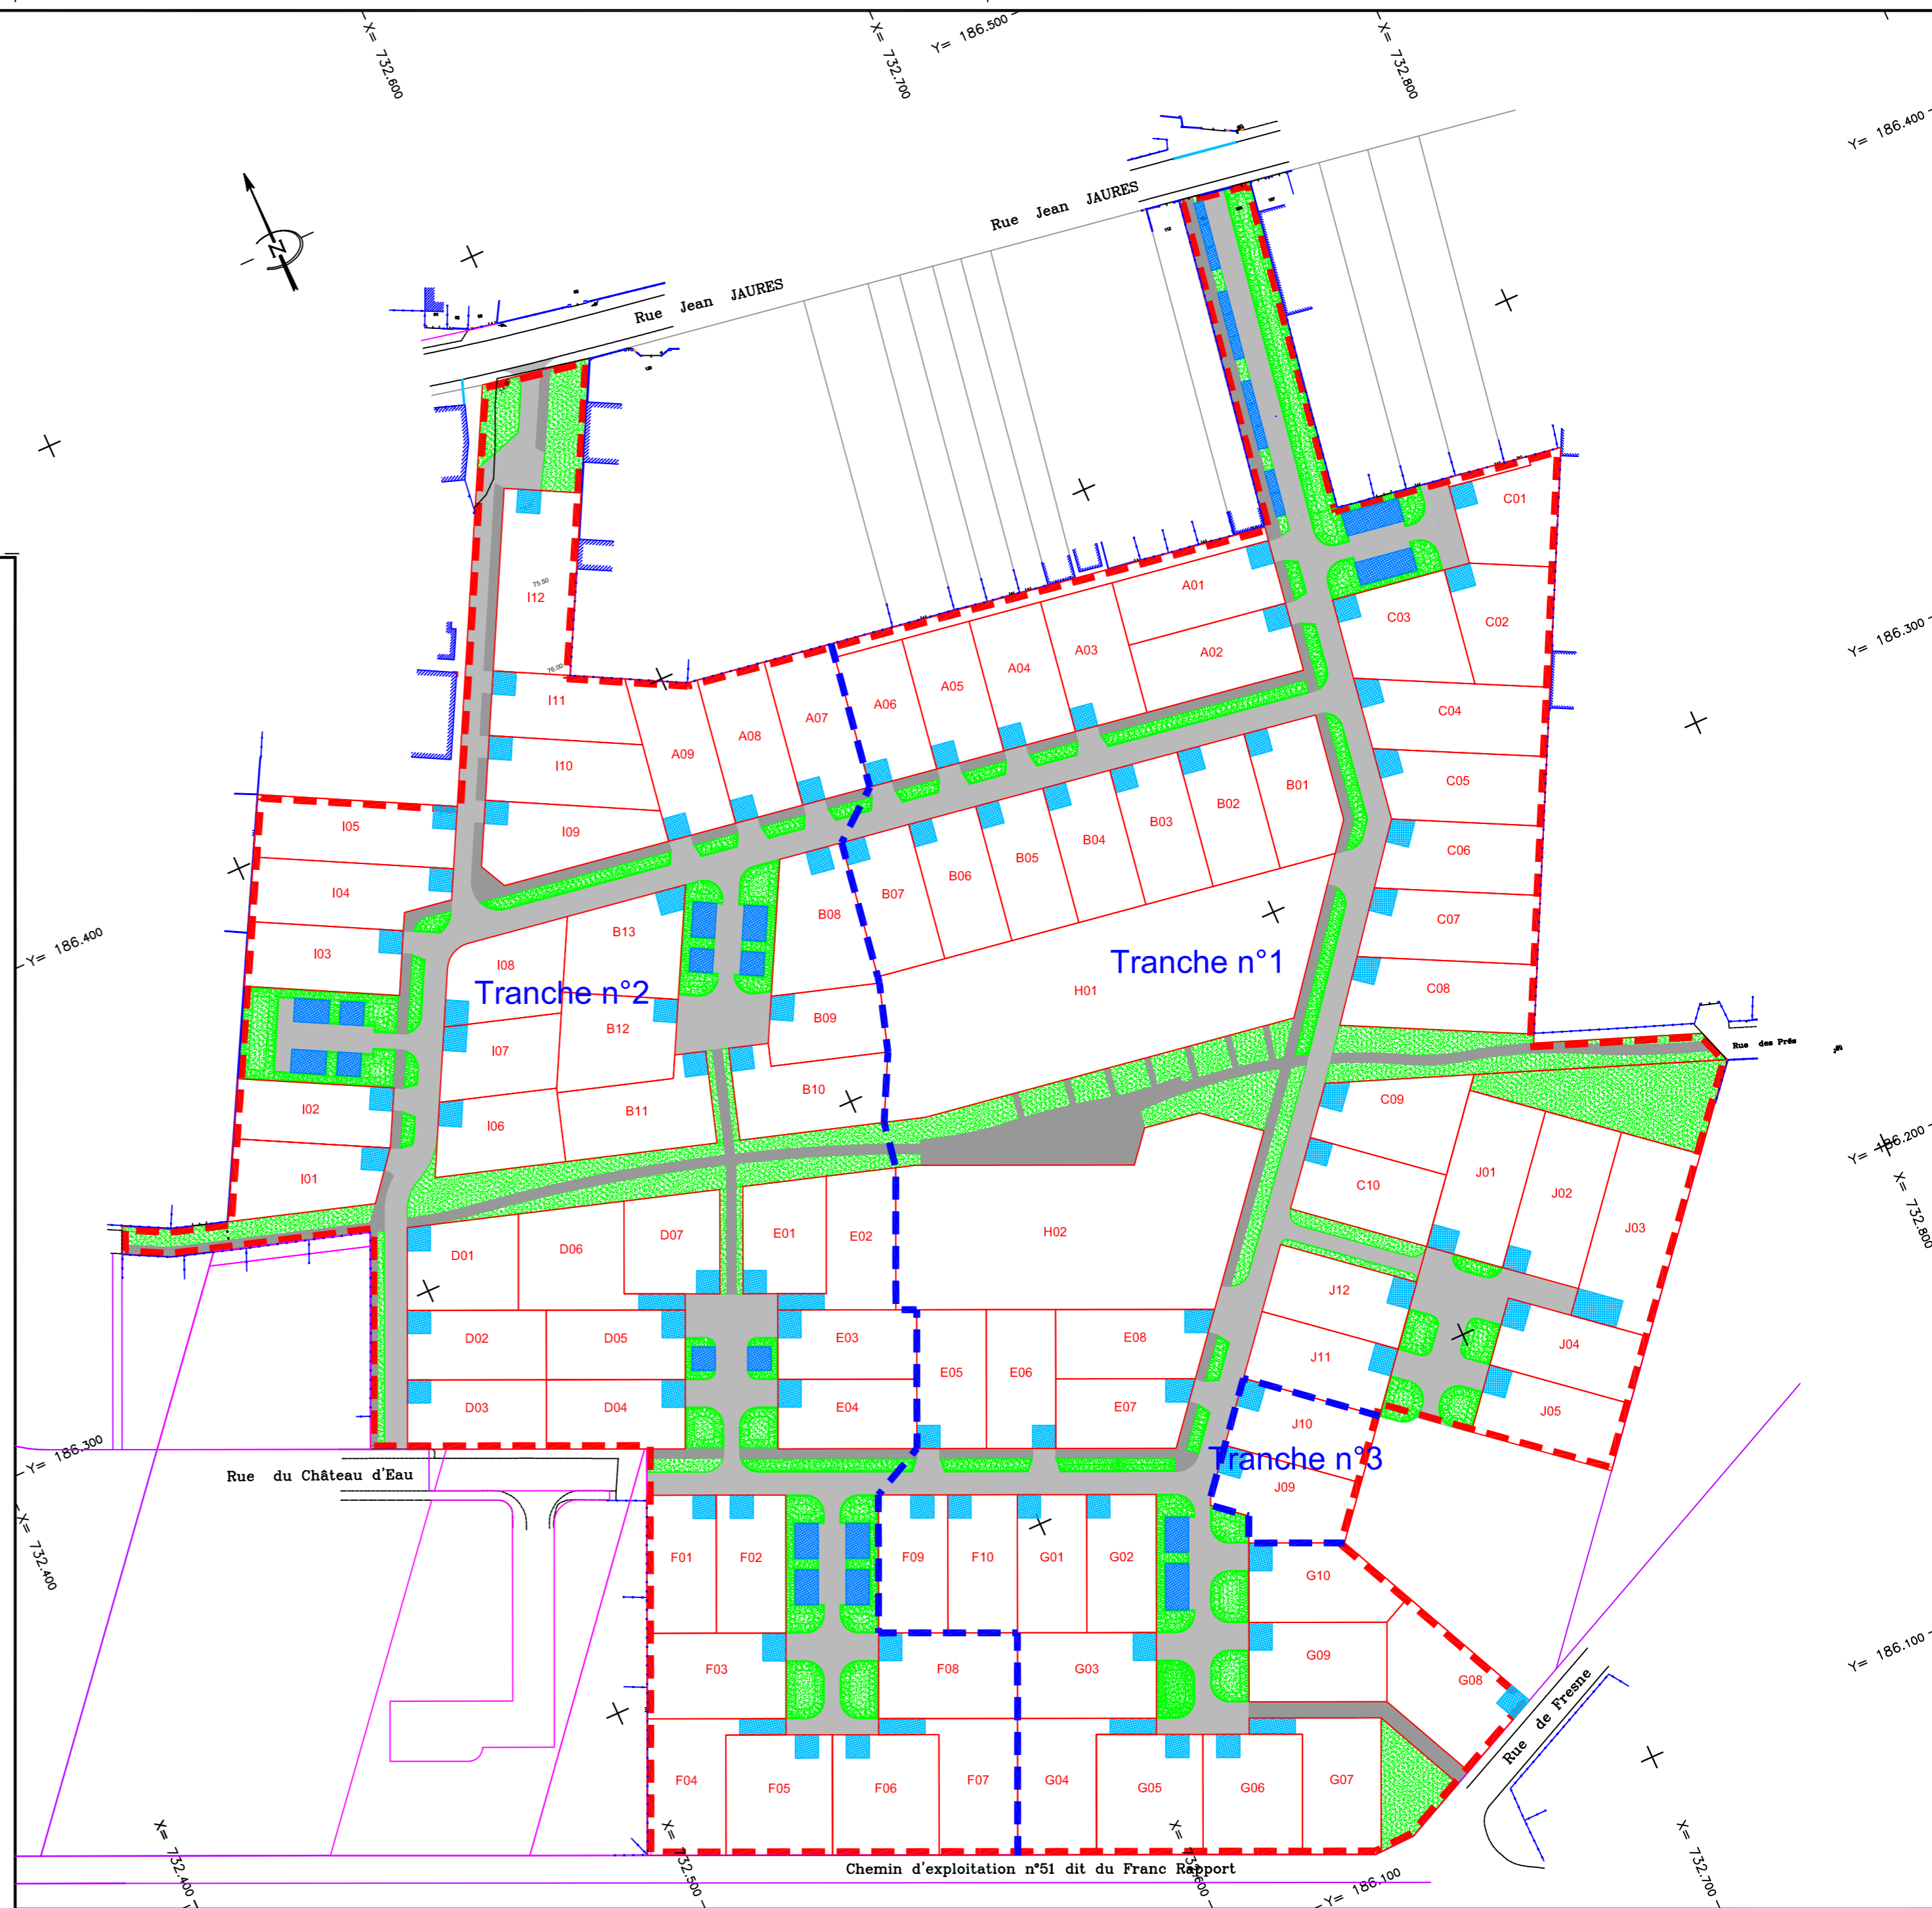 X= 732.600
X= 732.700
Y= 186.500
X= 732.800
Y= 186.400
Rue Jean JAURES
N
Rue Jean JAURES
C01
75.50
I12
A01
C03
C02
Y= 186.300
A02
A03
A04
A05
A06
A07
A08
A09
76.00
I11
I10
I09
C04
C05
B01
B02
B03
B04
B05
B06
B07
B08
I05
I04
I03
C06
C07
C08
B13
I08
Tranche n°2
Tranche n°1
H01
Y= 186.400
B12
B09
I07
B10
B11
I06
I02
I01
Rue des Prés
C09
C10
J01
J02
J03
Y= 186.200
X= 732.800
D01
D06
D07
E01
E02
H02
J12
D02
D05
E03
E05
E06
E08
J11
J04
D03
D04
E04
E07
J10
J05
Y= 186.300
Rue du Château d'Eau
Tranche n°3
J09
X= 732.400
F01
F02
F09
F10
G01
G02
G10
F03
F08
G03
G09
G08
Y= 186.100
Rue de Fresne
F04
F05
F06
F07
G04
G05
G06
G07
X= 732.400
X= 732.500
X= 732.600
X= 732.700
Chemin d'exploitation n°51 dit du Franc Rapport
Y= 186.100